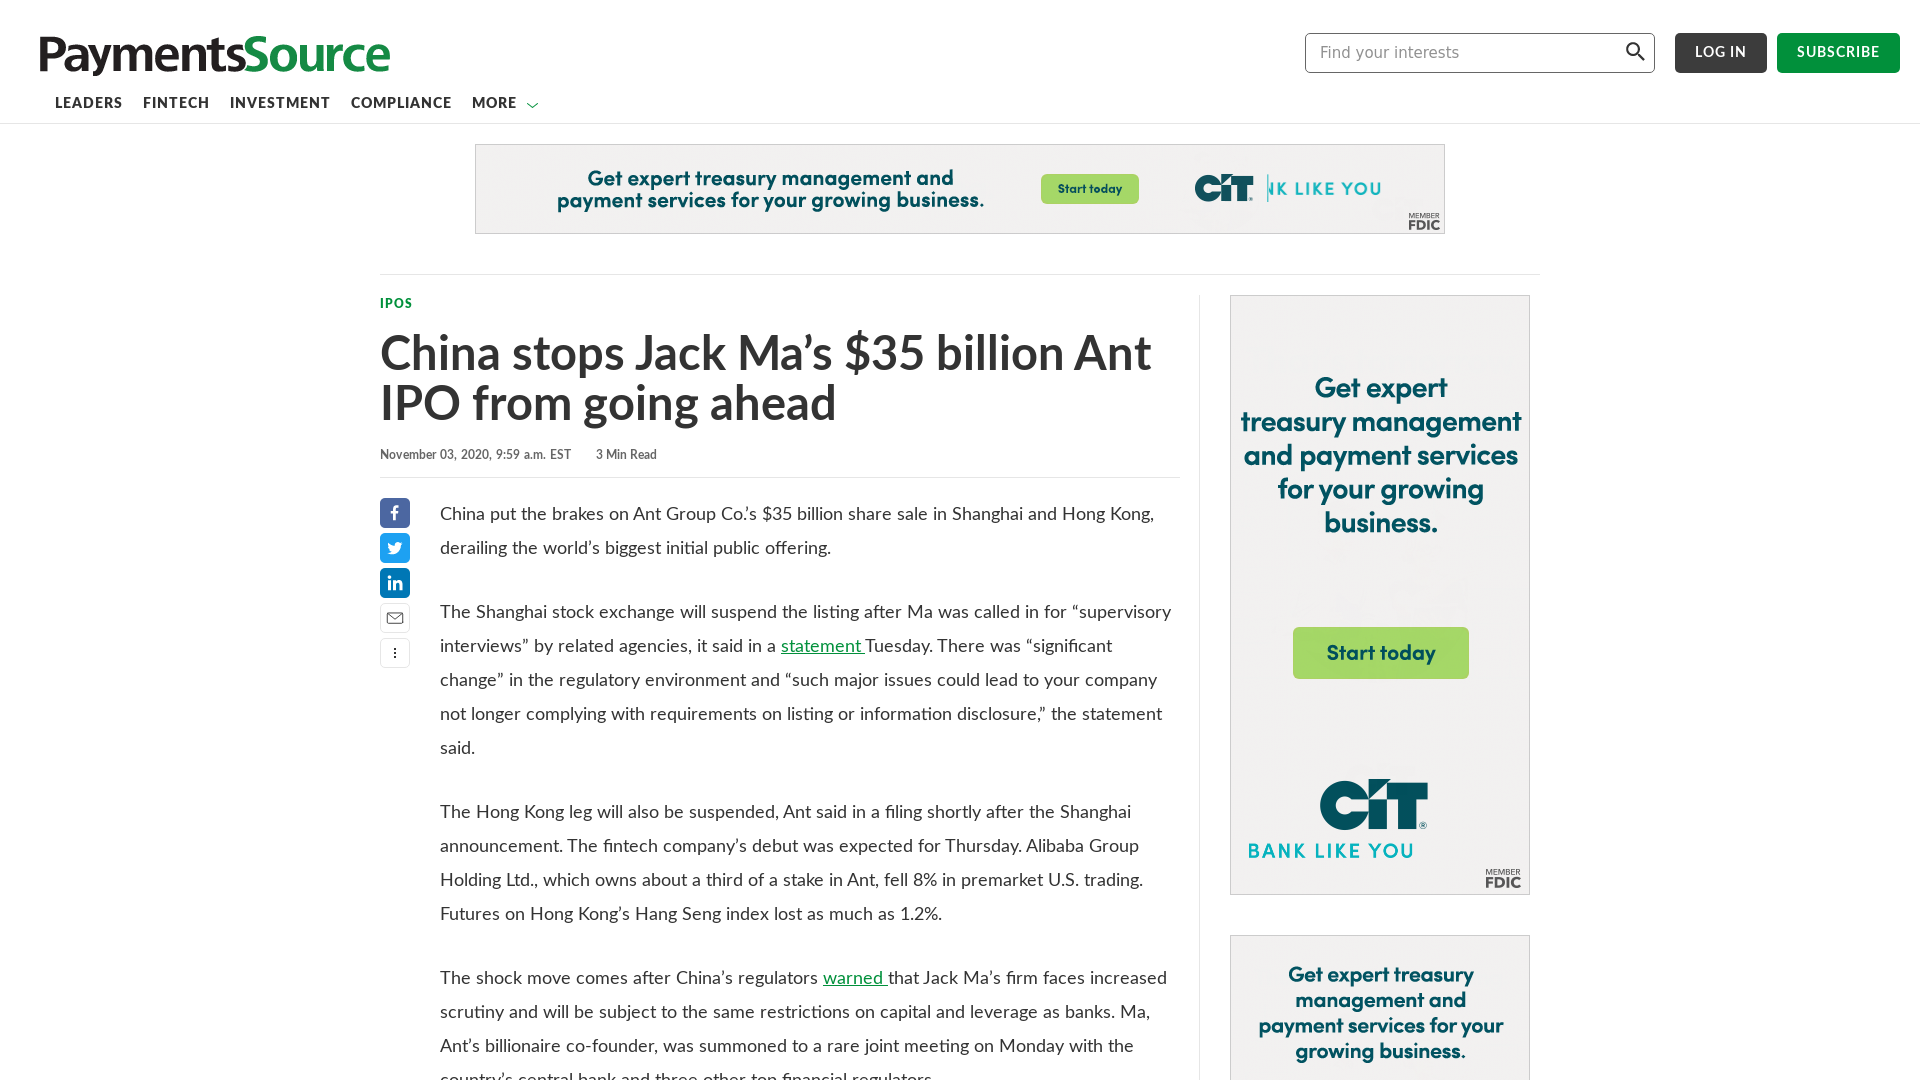 PaymentsSource
Find your interests
LOG IN
SUBSCRIBE
LEADERS
FINTECH
INVESTMENT
COMPLIANCE
MORE
Get expert treasury management and
payment services for your growing business.
Start today
CIT
NK LIKE YOU
MEMBER
FDIC
IPOS
China stops Jack Ma’s $35 billion Ant
IPO from going ahead
November 03, 2020, 9:59 a.m. EST
3 Min Read
China put the brakes on Ant Group Co.’s $35 billion share sale in Shanghai and Hong Kong,
derailing the world’s biggest initial public offering.
The Shanghai stock exchange will suspend the listing after Ma was called in for “supervisory
interviews” by related agencies, it said in a statement Tuesday. There was “significant
change” in the regulatory environment and “such major issues could lead to your company
not longer complying with requirements on listing or information disclosure,” the statement
said.
The Hong Kong leg will also be suspended, Ant said in a filing shortly after the Shanghai
announcement. The fintech company’s debut was expected for Thursday. Alibaba Group
Holding Ltd., which owns about a third of a stake in Ant, fell 8% in premarket U.S. trading.
Futures on Hong Kong’s Hang Seng index lost as much as 1.2%.
The shock move comes after China’s regulators warned that Jack Ma’s firm faces increased
scrutiny and will be subject to the same restrictions on capital and leverage as banks. Ma,
Ant’s billionaire co-founder, was summoned to a rare joint meeting on Monday with the
country’s central bank and three other top financial regulators.
Get expert
treasury management
and payment services
for your growing
business.
Start today
CIT®
BANK LIKE YOU
MEMBER
FDIC
Get expert treasury
management and
payment services for your
growing business.